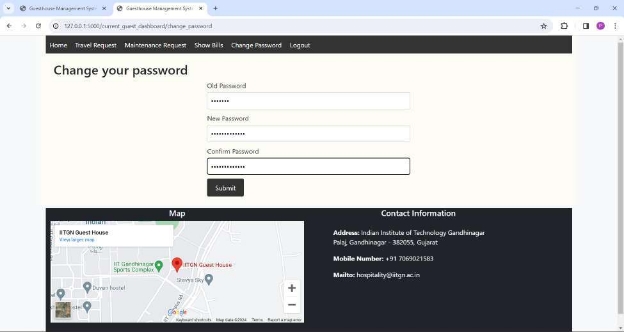 Guesthouse Management Syst
Guesthouse Management Syst
127.0.0.1:5000/current_guest_dashboard/change_password
Home Travel Request Maintenance Request Show Bills Change Password Logout
Change your password
Old Password
•••••••
New Password
•••••••••••••
Confirm Password
•••••••••••••
Submit
Map
IITGN Guest House
View larger map
IIT Gandhinagar
Sports Complex
IITGN Guest House
Duven hostel
hostel
Google
Keyboard shortcuts Map data ©2024 Terms Report a map error
Contact Information
Address: Indian Institute of Technology Gandhinagar
Palaj, Gandhinagar - 382055, Gujarat
Mobile Number: +91 7069021583
Mailto: hospitality@iitgn.ac.in